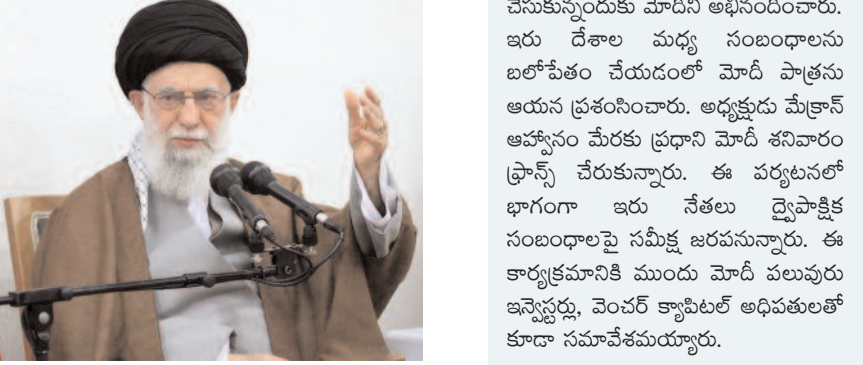 చేసుకున్నందుకు మోదీని అభినందించారు.
ఇరు దేశాల మధ్య సంబంధాలను
బలోపేతం చేయడంలో మోదీ పాత్రను
ఆయన ప్రశంసించారు. అధ్యక్షుడు మేక్రాన్
ఆహ్వానం మేరకు ప్రధాని మోదీ శనివారం
ఫ్రాన్స్ చేరుకున్నారు. ఈ పర్యటనలో
భాగంగా ఇరు నేతలు ద్వైపాక్షిక
సంబంధాలపై సమీక్ష జరపనున్నారు. ఈ
కార్యక్రమానికి ముందు మోదీ పలువురు
ఇన్వెస్టర్లు, వెంచర్ క్యాపిటల్ అధిపతులతో
కూడా సమావేశమయ్యారు.